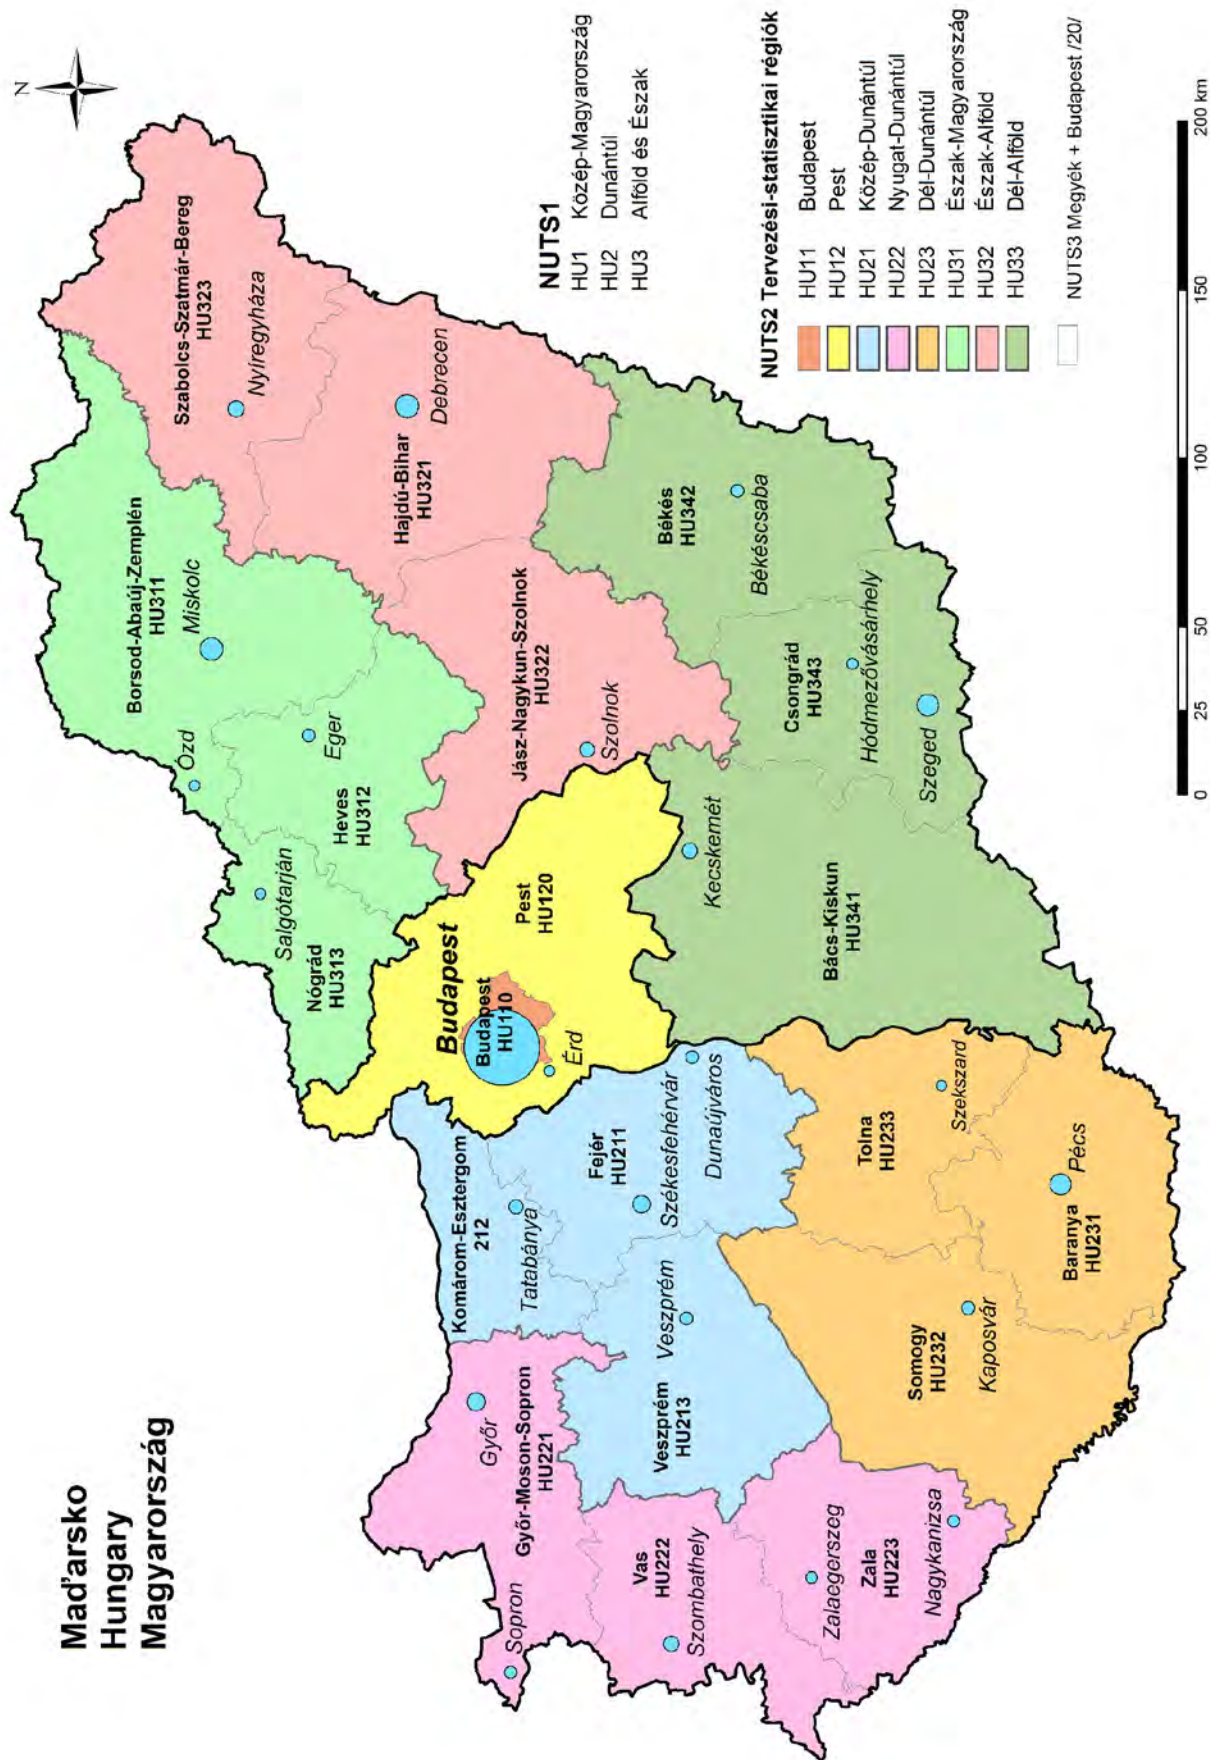 Maďarsko
Hungary
Magyarország
N
Szabolcs-Szatmár-Bereg
HU323
Nyíregyháza
Borsod-Abaúj-Zemplén
HU311
Miskolc
Ózd
Hajdú-Bihar
HU321
Debrecen
Eger
Heves
HU312
Salgótarján
Nógrád
HU313
Jász-Nagykun-Szolnok
HU322
Szolnok
Budapest
Budapest
HU110
Pest
HU120
Érd
Komárom-Esztergom
212
Tatabánya
Győr
Győr-Moson-Sopron
HU221
Sopron
Fejér
HU211
Székesfehérvár
Dunaújváros
Veszprém
Veszprém
HU213
Vas
HU222
Szombathely
Zalaegerszeg
Zala
HU223
Nagykanizsa
Somogy
HU232
Kaposvár
Tolna
HU233
Szekszard
Pécs
Baranya
HU231
Kecskemét
Bács-Kiskun
HU341
Békés
HU342
Békéscsaba
Csongrád
HU343
Hódmezővásárhely
Szeged
NUTS1
HU1 Közép-Magyarország
HU2 Dunántúl
HU3 Alföld és Észak
NUTS2 Tervezési-statisztikai régiók
HU11 Budapest
HU12 Pest
HU21 Közép-Dunántúl
HU22 Nyugat-Dunántúl
HU23 Dél-Dunántúl
HU31 Észak-Magyarország
HU32 Észak-Alföld
HU33 Dél-Alföld
NUTS3 Megyék + Budapest /20/
0 25 50 100 150 200 km